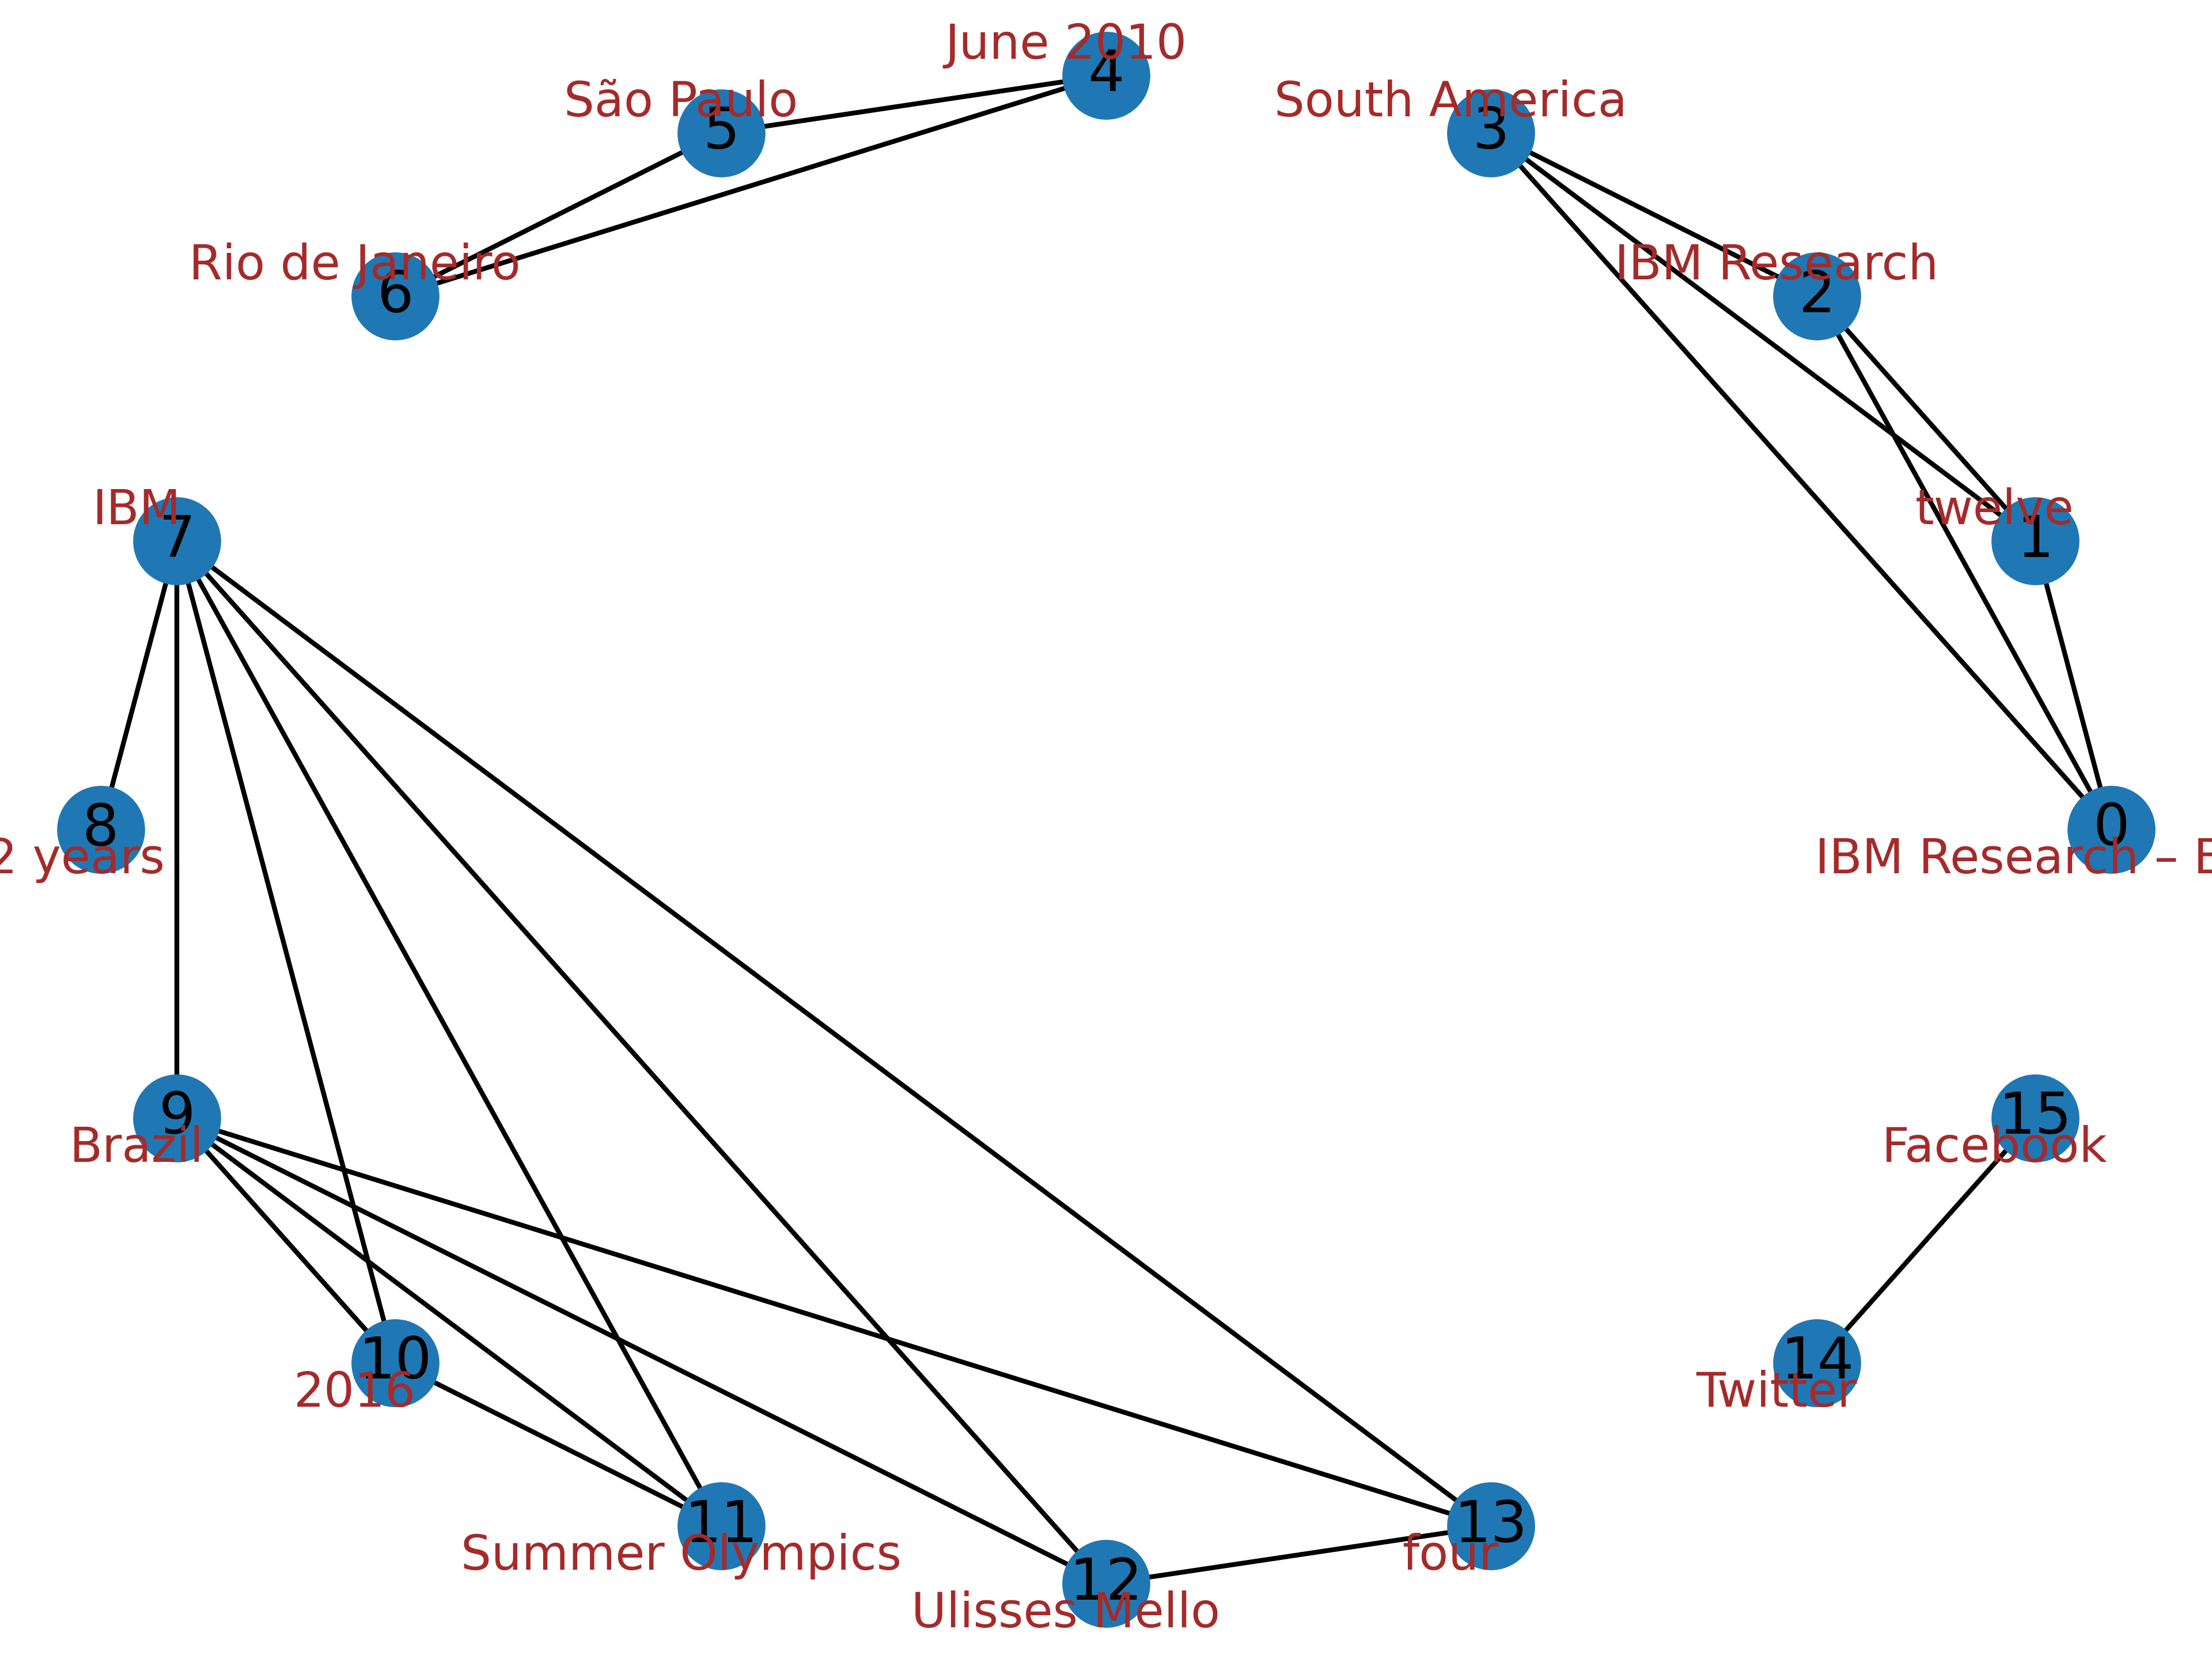 June 2010
4
São Paulo
5
South America
3
Rio de Janeiro
6
IBM Research
2
IBM
7
twelve
1
8
2 years
0
IBM Research –
9
Brazil
15
Facebook
10
2016
14
Twitter
11
Summer Olympics
13
four
12
Ulisses Mello